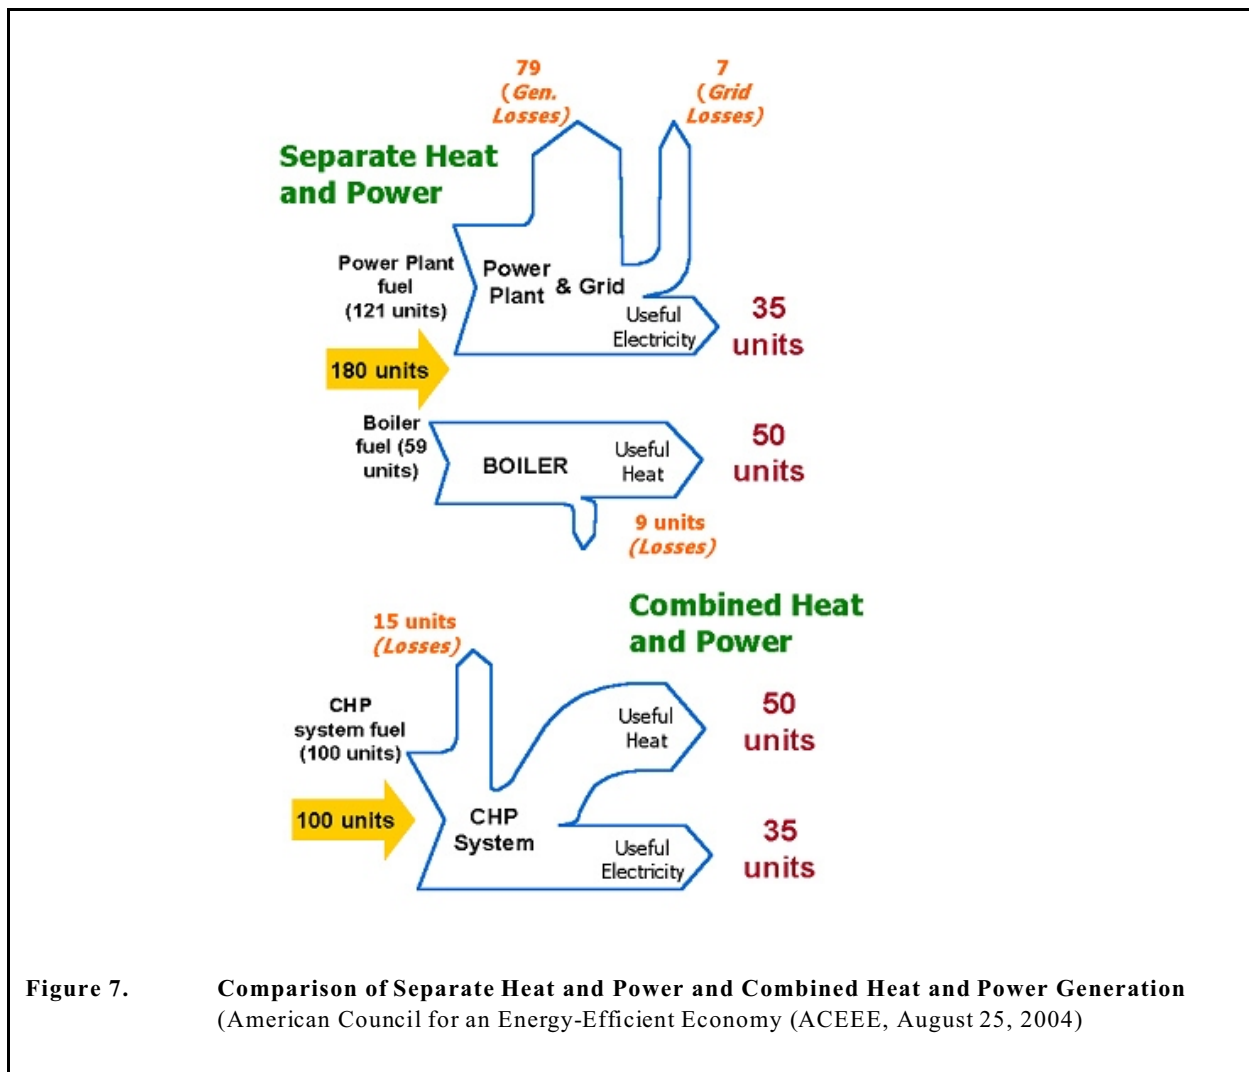 79
(Gen.
Losses)
7
(Grid
Losses)
Separate Heat
and Power
Power Plant
fuel
(121 units)
Power
Plant
& Grid
Useful
Electricity
35
units
180 units
Boiler
fuel (59
units)
BOILER
Useful
Heat
50
units
9 units
(Losses)
Combined Heat
and Power
15 units
(Losses)
CHP
system fuel
(100 units)
Useful
Heat
50
units
100 units
CHP
System
Useful
Electricity
35
units
Figure 7. Comparison of Separate Heat and Power and Combined Heat and Power Generation
(American Council for an Energy-Efficient Economy (ACEEE, August 25, 2004)